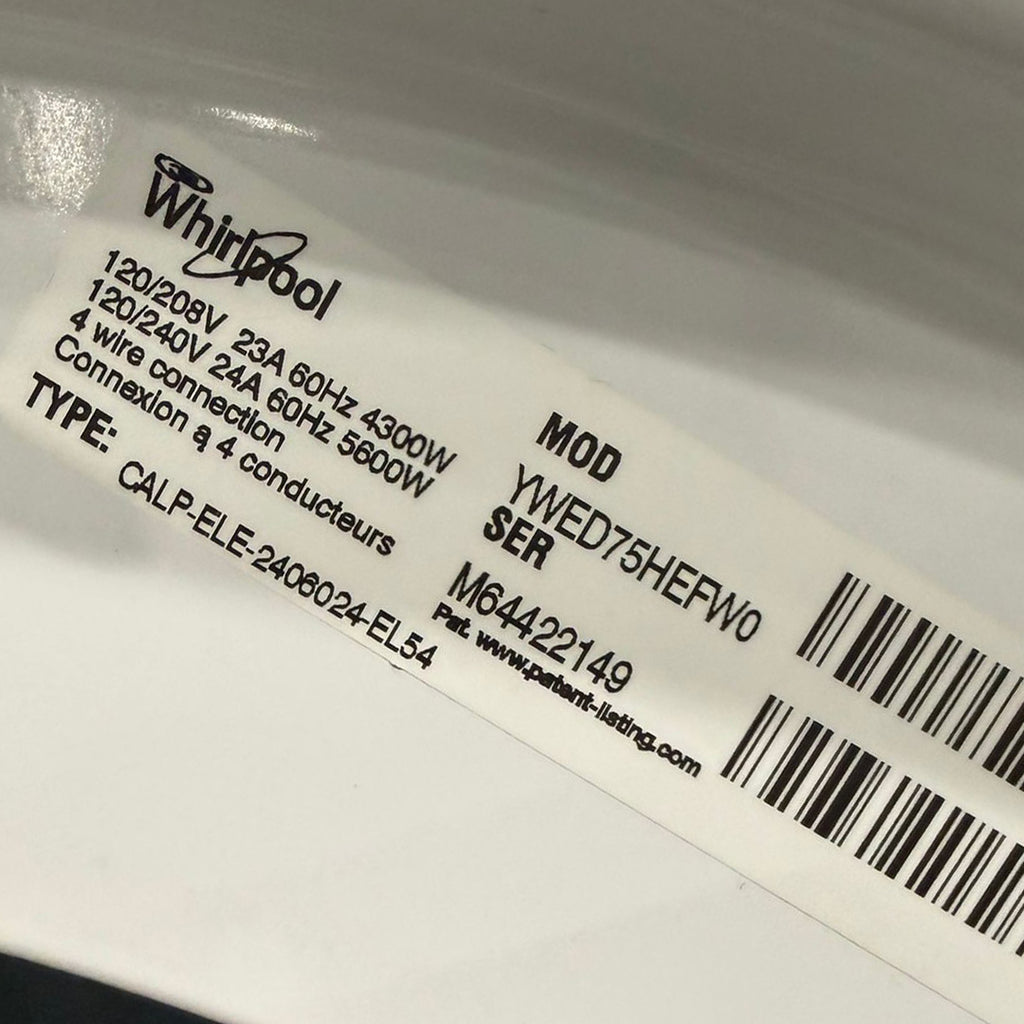 Whirlpool
120/208V 23A 60Hz 4300W
120/240V 24A 60Hz 5600W
4 wire connection
Connexion a 4 conducteurs
TYPE:
CALP-ELE-2406024-EL54
MOD
YWED75HEFW0
SER
M64422149
Pat. www.patent-listing.com